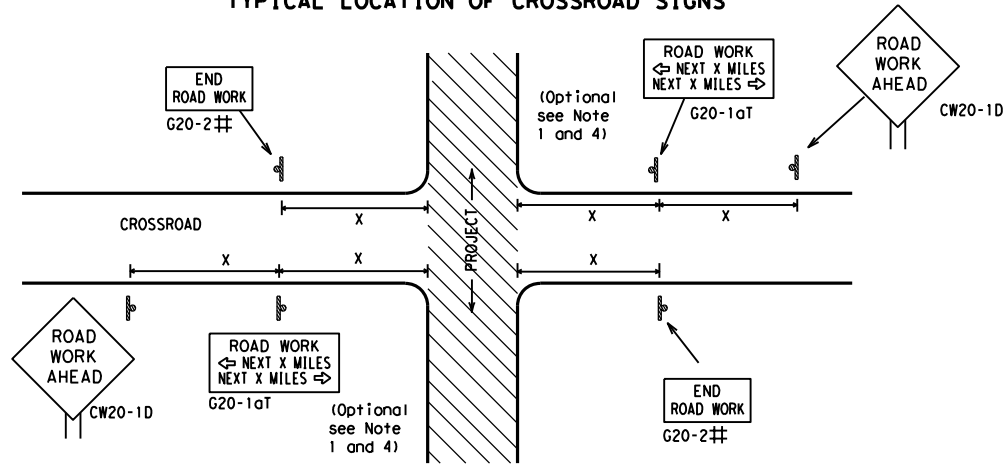 TYPICAL LOCATION OF CROSSROAD SIGNS
END
ROAD WORK
G20-2#
ROAD WORK
⇦ NEXT X MILES
NEXT X MILES ⇨
G20-1aT
(Optional
see Note
1 and 4)
ROAD
WORK
AHEAD
CW20-1D
CROSSROAD
X
X
X
PROJECT
X
X
X
ROAD
WORK
AHEAD
CW20-1D
ROAD WORK
⇦ NEXT X MILES
NEXT X MILES ⇨
G20-1aT
(Optional
see Note
1 and 4)
END
ROAD WORK
G20-2#